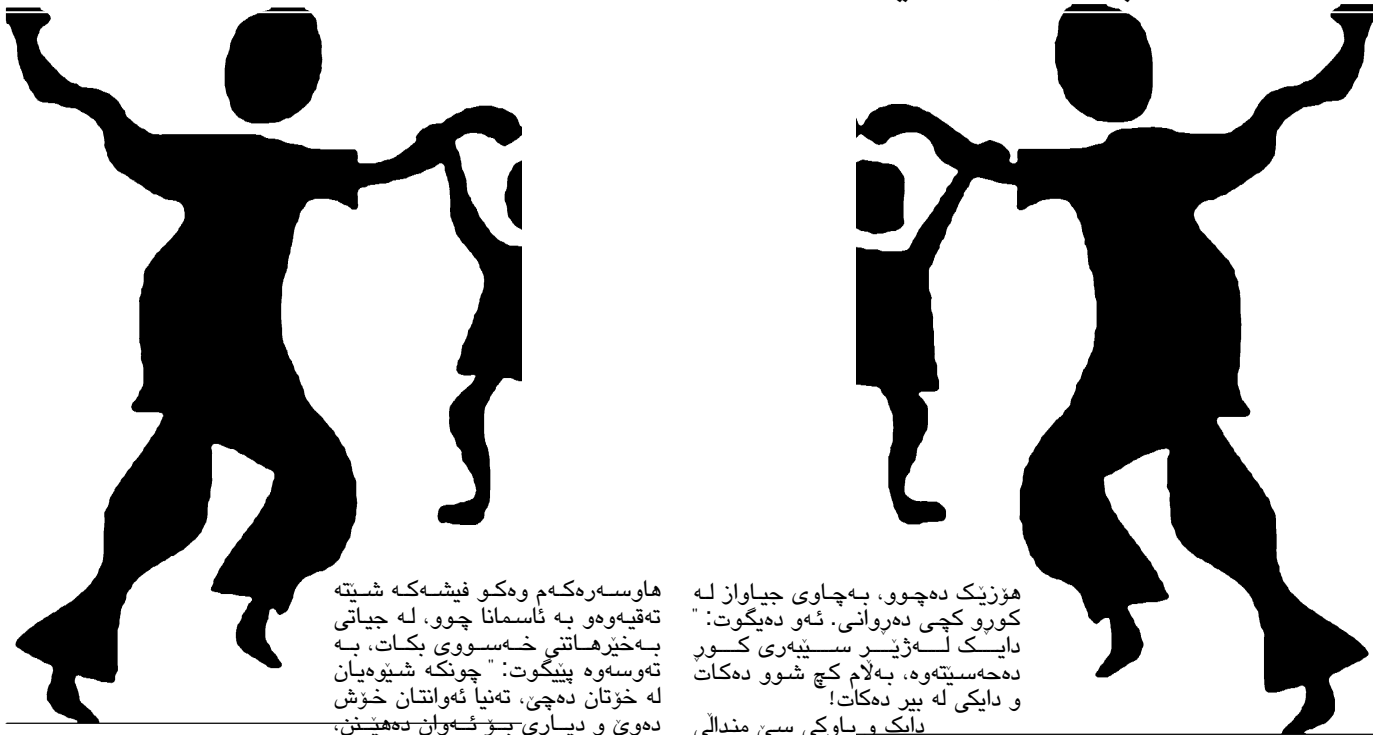 هۆزێک دەچوو، بەچاوی جیاواز لە
کوڕو کچی دەڕوانی. ئەو دەیگوت: "
دایک لەژێر سێبەری کوڕ
دەحەسێتەوە، بەڵام کچ شوو دەکات
و دایکی لە بیر دەکات!"
دایک و باوکی سێ منداڵی
هاوسەرەکەم وەکو فیشەکە شێتە
تەقیەوەو بە ئاسمانا چوو، لە جیاتی
بەخێرهاتنی خەسووی بکات، بە
تەوسەوە پێیگوت: " چونکە شێوەیان
لە خۆتان دەچێ، تەنیا ئەوانتان خۆش
دەوێ و دیاری بۆ ئەوان دەهێنن،